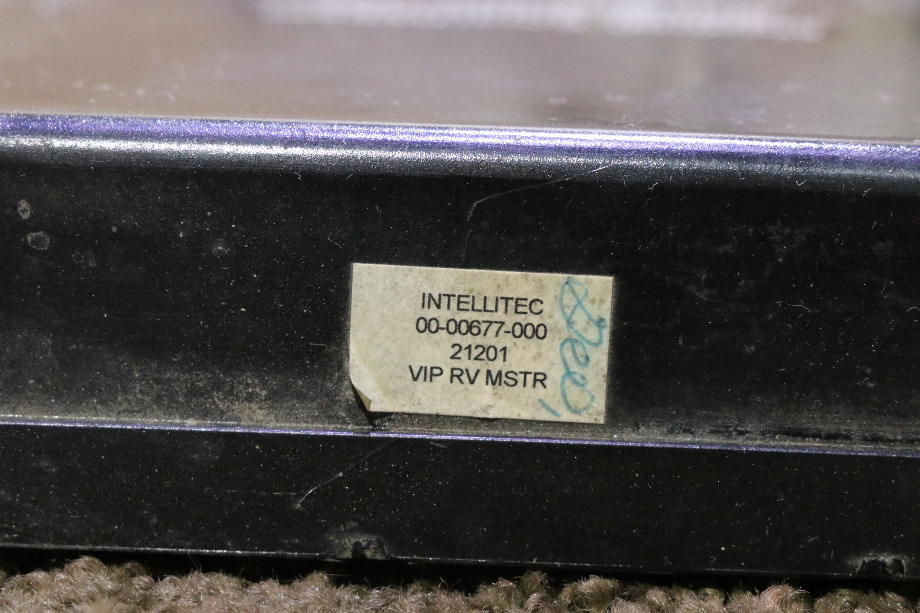 INTELLITEC
00-00677-000
21201
VIP RV MSTR